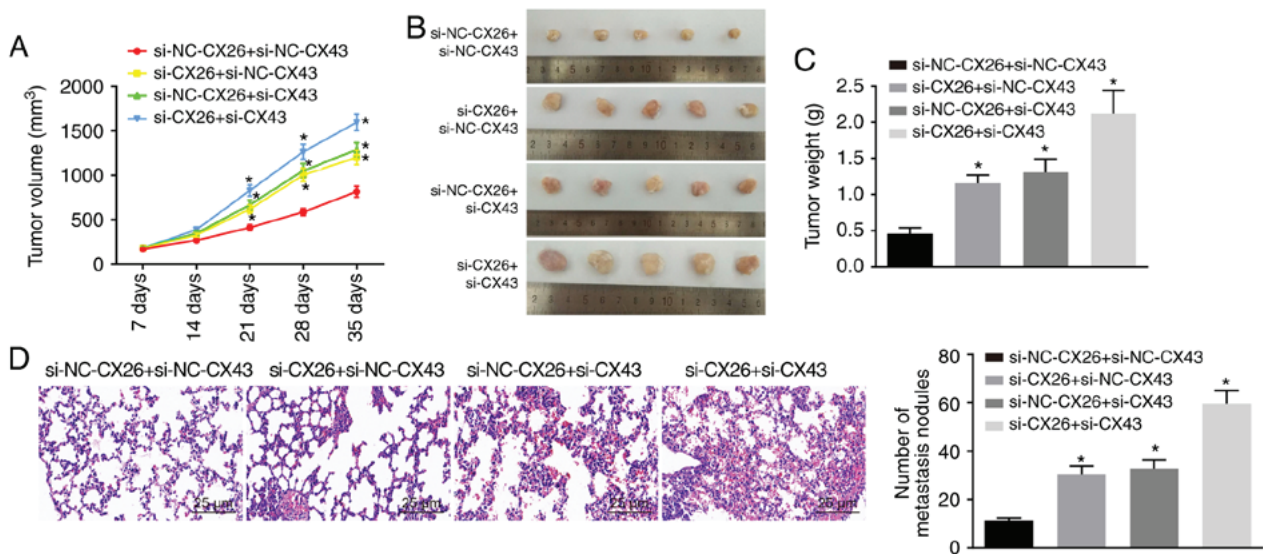 A
si-NC-CX26+si-NC-CX43
si-CX26+si-NC-CX43
si-NC-CX26+si-CX43
si-CX26+si-CX43
Tumor volume (mm³)
2000
1500
1000
500
0
7 days
14 days
21 days
28 days
35 days
*
*
*
*
*
*
*
*
*
B
si-NC-CX26+
si-NC-CX43
si-CX26+
si-NC-CX43
si-NC-CX26+
si-CX43
si-CX26+
si-CX43
C
si-NC-CX26+si-NC-CX43
si-CX26+si-NC-CX43
si-NC-CX26+si-CX43
si-CX26+si-CX43
Tumor weight (g)
2.5
2.0
1.5
1.0
0.5
0.0
*
*
*
D
si-NC-CX26+si-NC-CX43
si-CX26+si-NC-CX43
si-NC-CX26+si-CX43
si-CX26+si-CX43
25 μm
25 μm
25 μm
25 μm
si-NC-CX26+si-NC-CX43
si-CX26+si-NC-CX43
si-NC-CX26+si-CX43
si-CX26+si-CX43
Number of
metastasis nodules
80
60
40
20
0
*
*
*